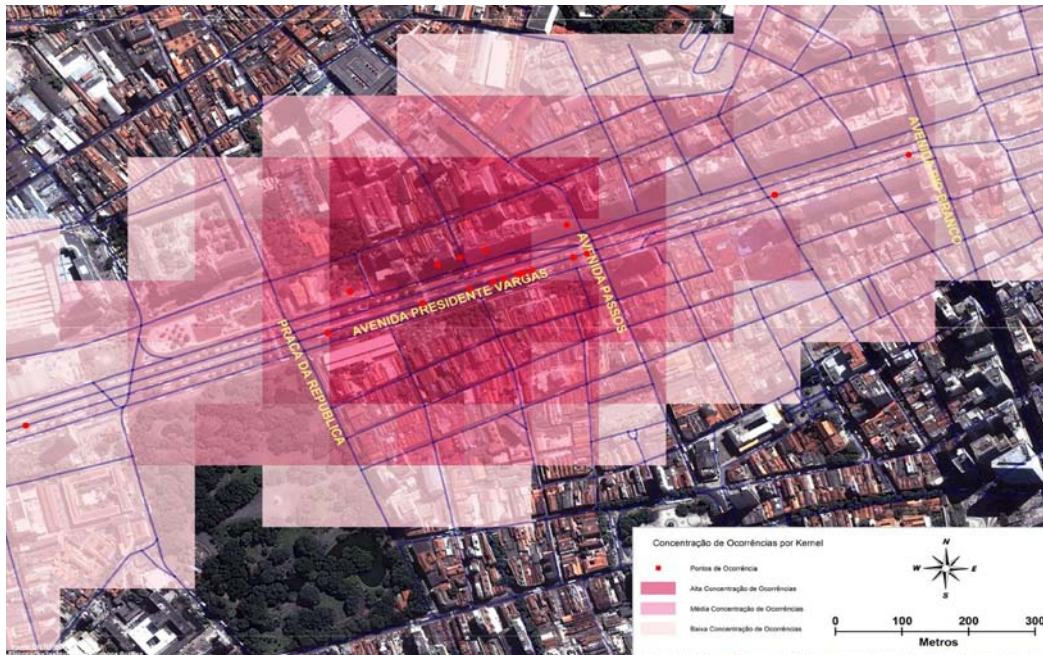 AVENIDA RIO BRANCO
AVENIDA PRESIDENTE VARGAS
AVENIDA PASSOS
PRAÇA DA REPÚBLICA
Concentração de Ocorrências por Kernel
Pontos de Ocorrência
Alta Concentração de Ocorrências
Média Concentração de Ocorrências
Baixa Concentração de Ocorrências
N
W E
S
0 100 200 300
Metros